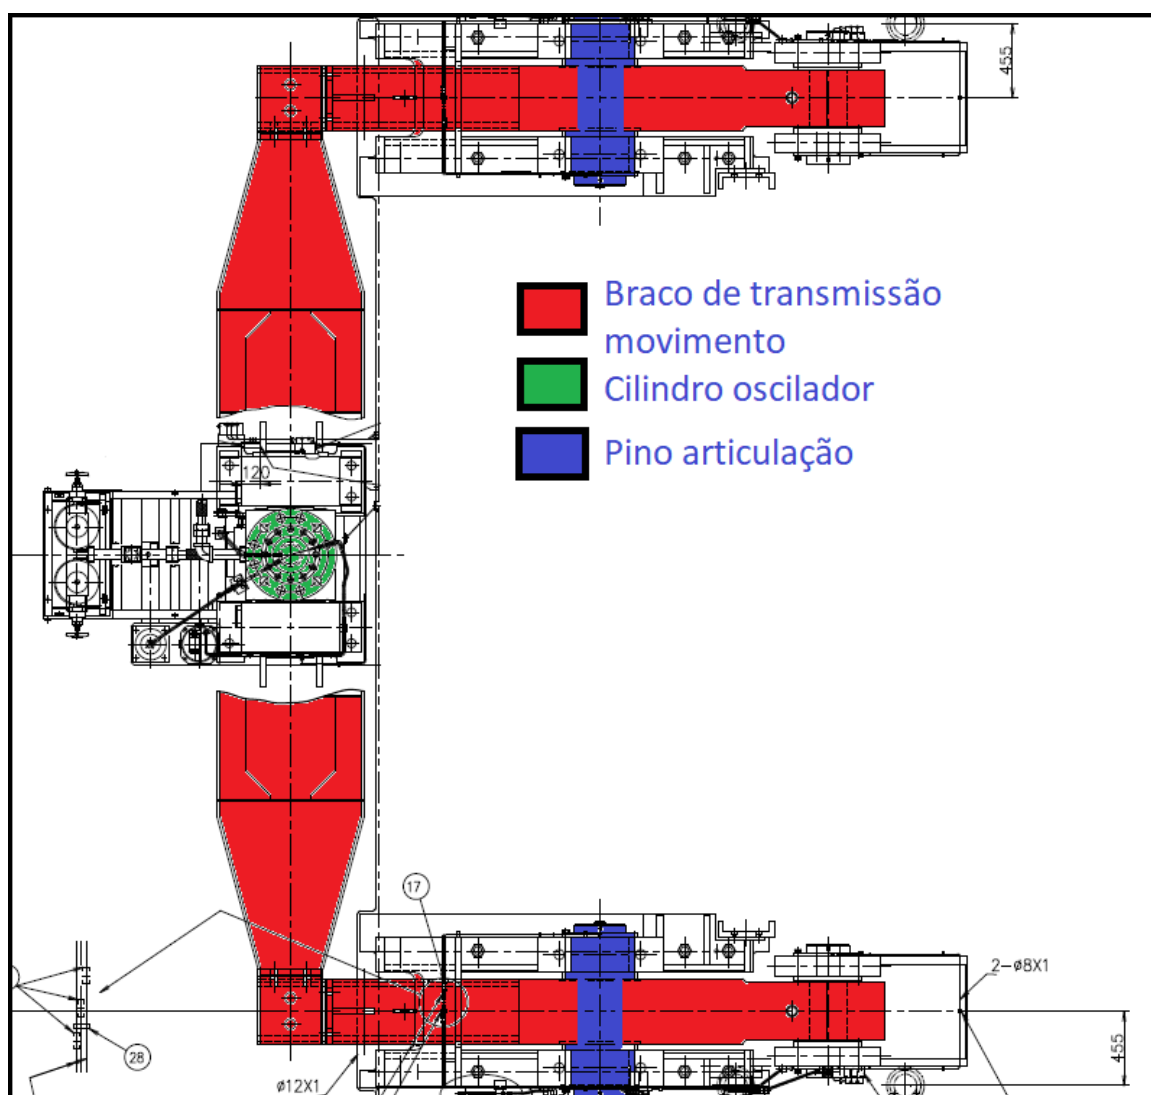 455
Braco de transmissão
movimento
Cilindro oscilador
Pino articulação
120
17
2-ø8X1
28
455
ø12X1